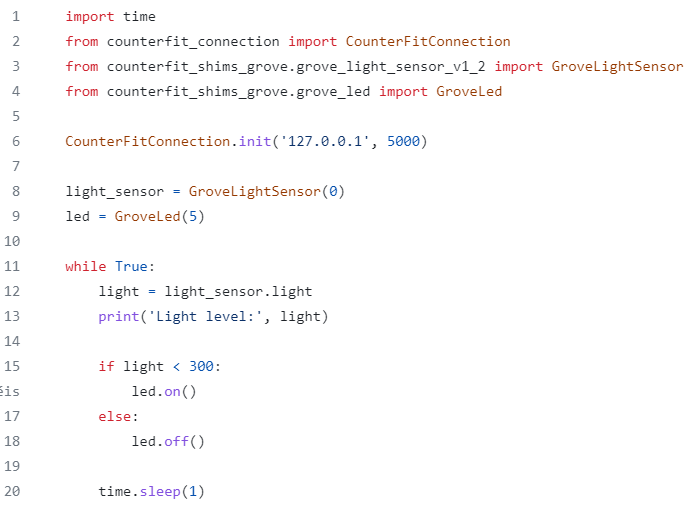 1 import time
2 from counterfit_connection import CounterFitConnection
3 from counterfit_shims_grove.grove_light_sensor_v1_2 import GroveLightSensor
4 from counterfit_shims_grove.grove_led import GroveLed
5
6 CounterFitConnection.init('127.0.0.1', 5000)
7
8 light_sensor = GroveLightSensor(0)
9 led = GroveLed(5)
10
11 while True:
12     light = light_sensor.light
13     print('Light level:', light)
14
15     if light < 300:
éis         led.on()
17     else:
18         led.off()
19
20     time.sleep(1)